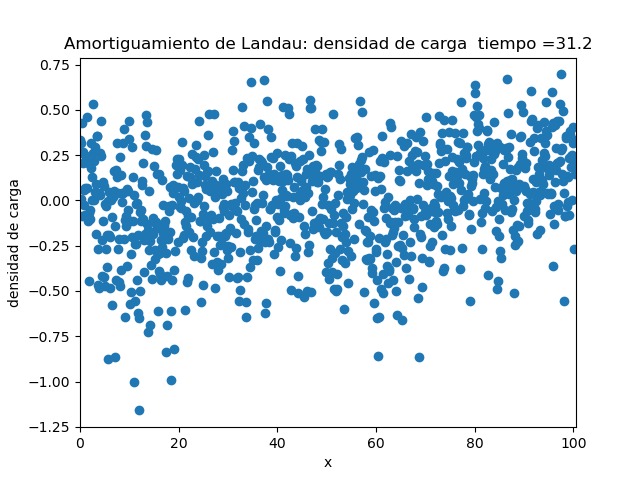 Amortiguamiento de Landau: densidad de carga  tiempo =31.2
0.75
0.50
0.25
0.00
−0.25
−0.50
−0.75
−1.00
−1.25
densidad de carga
0 20 40 60 80 100
x